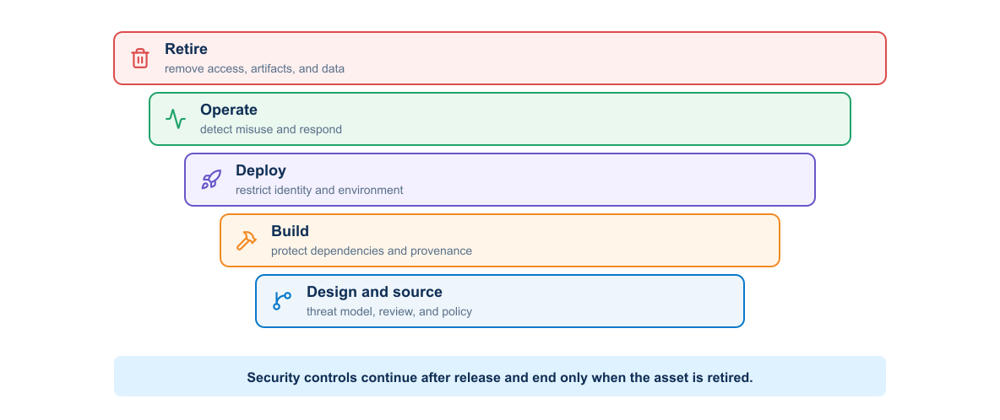 Retire
remove access, artifacts, and data
Operate
detect misuse and respond
Deploy
restrict identity and environment
Build
protect dependencies and provenance
Design and source
threat model, review, and policy
Security controls continue after release and end only when the asset is retired.